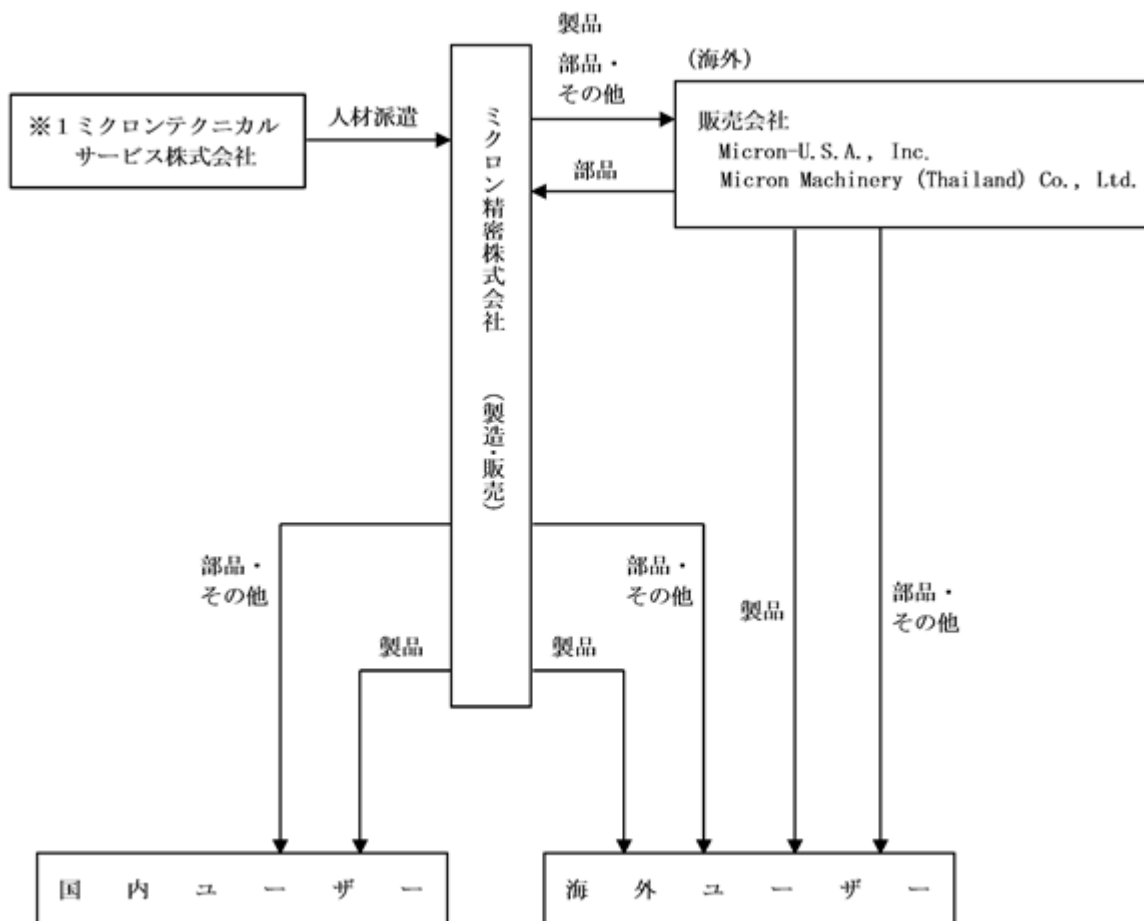 製品
部品・
その他
(海外)
※1ミクロンテクニカル
サービス株式会社
人材派遣
ミクロン精密株式会社 (製造・販売)
販売会社
Micron-U.S.A., Inc.
Micron Machinery (Thailand) Co., Ltd.
部品
部品・
その他
製品
製品
部品・
その他
製品
部品・
その他
国内ユーザー
海外ユーザー